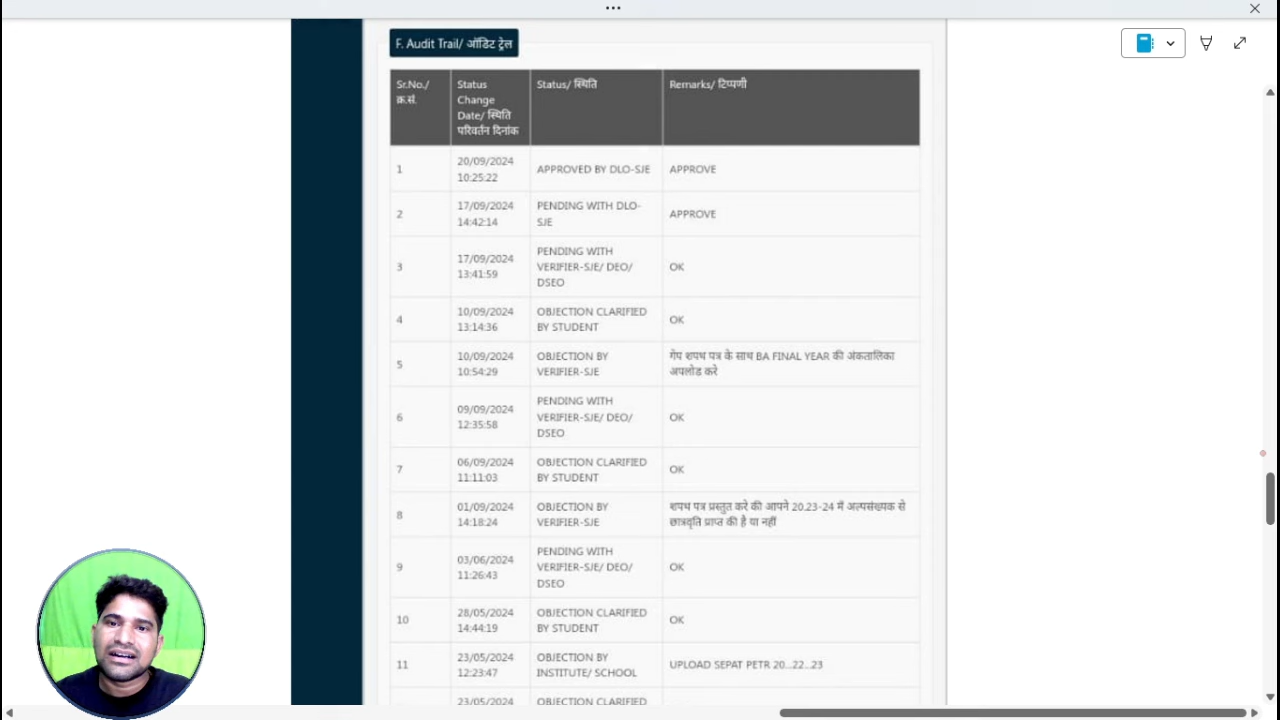 F. Audit Trail/ ऑडिट ट्रेल
Sr.No./
क्र.सं.
Status
Change
Date/ स्थिति
परिवर्तन दिनांक
Status/ स्थिति
Remarks/ टिप्पणी
1
20/09/2024
10:25:22
APPROVED BY DLO-SJE
APPROVE
2
17/09/2024
14:42:14
PENDING WITH DLO-
SJE
APPROVE
3
17/09/2024
13:41:59
PENDING WITH
VERIFIER-SJE/ DEO/
DSEO
OK
4
10/09/2024
13:14:36
OBJECTION CLARIFIED
BY STUDENT
OK
5
10/09/2024
10:54:29
OBJECTION BY
VERIFIER-SJE
गेप शपथ पत्र के साथ BA FINAL YEAR की अंकतालिका
अपलोड करे
6
09/09/2024
12:35:58
PENDING WITH
VERIFIER-SJE/ DEO/
DSEO
OK
7
06/09/2024
11:11:03
OBJECTION CLARIFIED
BY STUDENT
OK
8
01/09/2024
14:18:24
OBJECTION BY
VERIFIER-SJE
शपथ पत्र प्रस्तुत करे की आपने 20.23-24 में अल्पसंख्यक से
छात्रवृति प्राप्त की है या नहीं
9
03/06/2024
11:26:43
PENDING WITH
VERIFIER-SJE/ DEO/
DSEO
OK
10
28/05/2024
14:44:19
OBJECTION CLARIFIED
BY STUDENT
OK
11
23/05/2024
12:23:47
OBJECTION BY
INSTITUTE/ SCHOOL
UPLOAD SEPAT PETR 20...22...23
23/05/2024
OBJECTION CLARIFIED